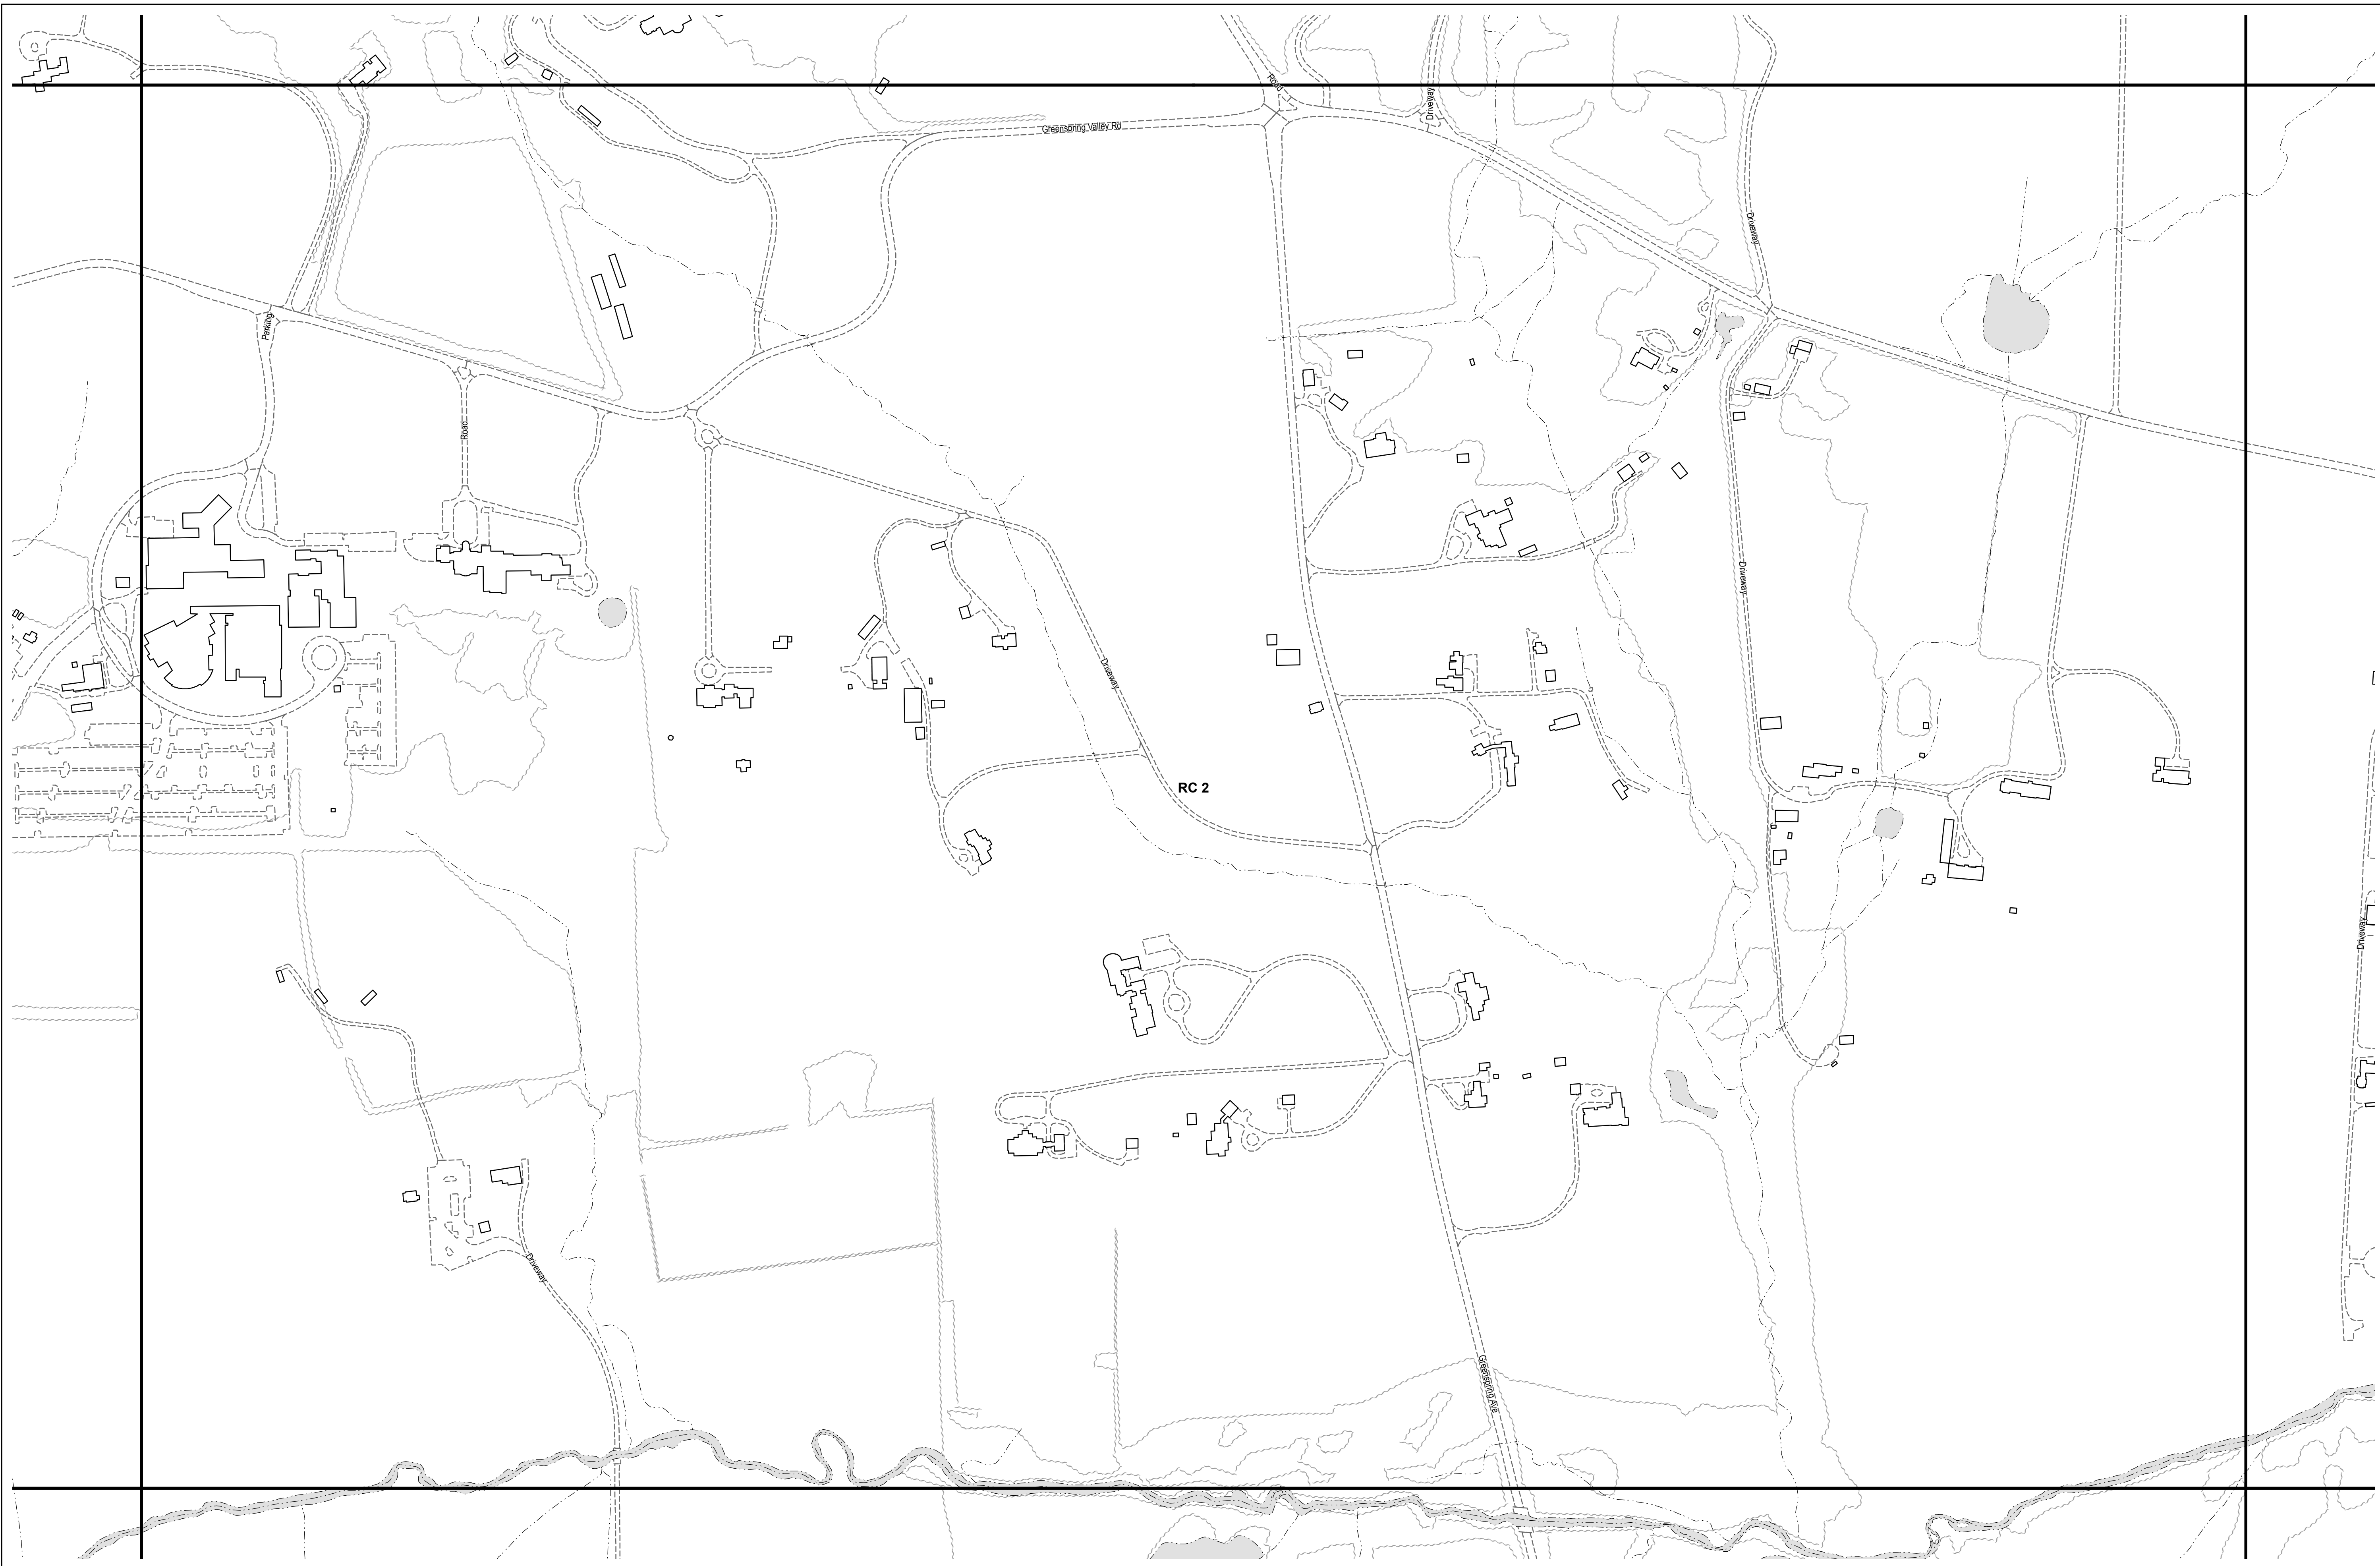 Road
Driveway
Greenspring Valley Rd
Driveway
Parking
Road
Driveway
Driveway
RC 2
Driveway
Driveway
Greenspring Ave